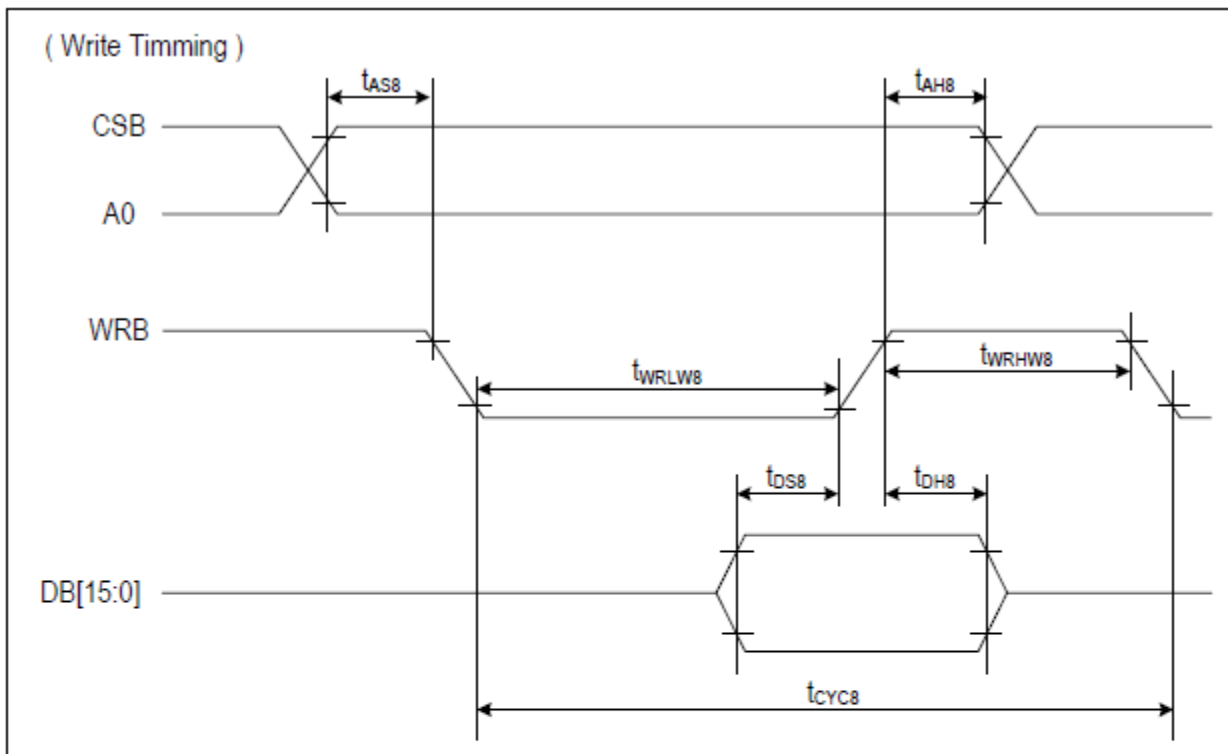 ( Write Timming )
tAS8
tAH8
CSB
A0
WRB
tWRLW8
tWRHW8
tDS8
tDH8
DB[15:0]
tCYC8